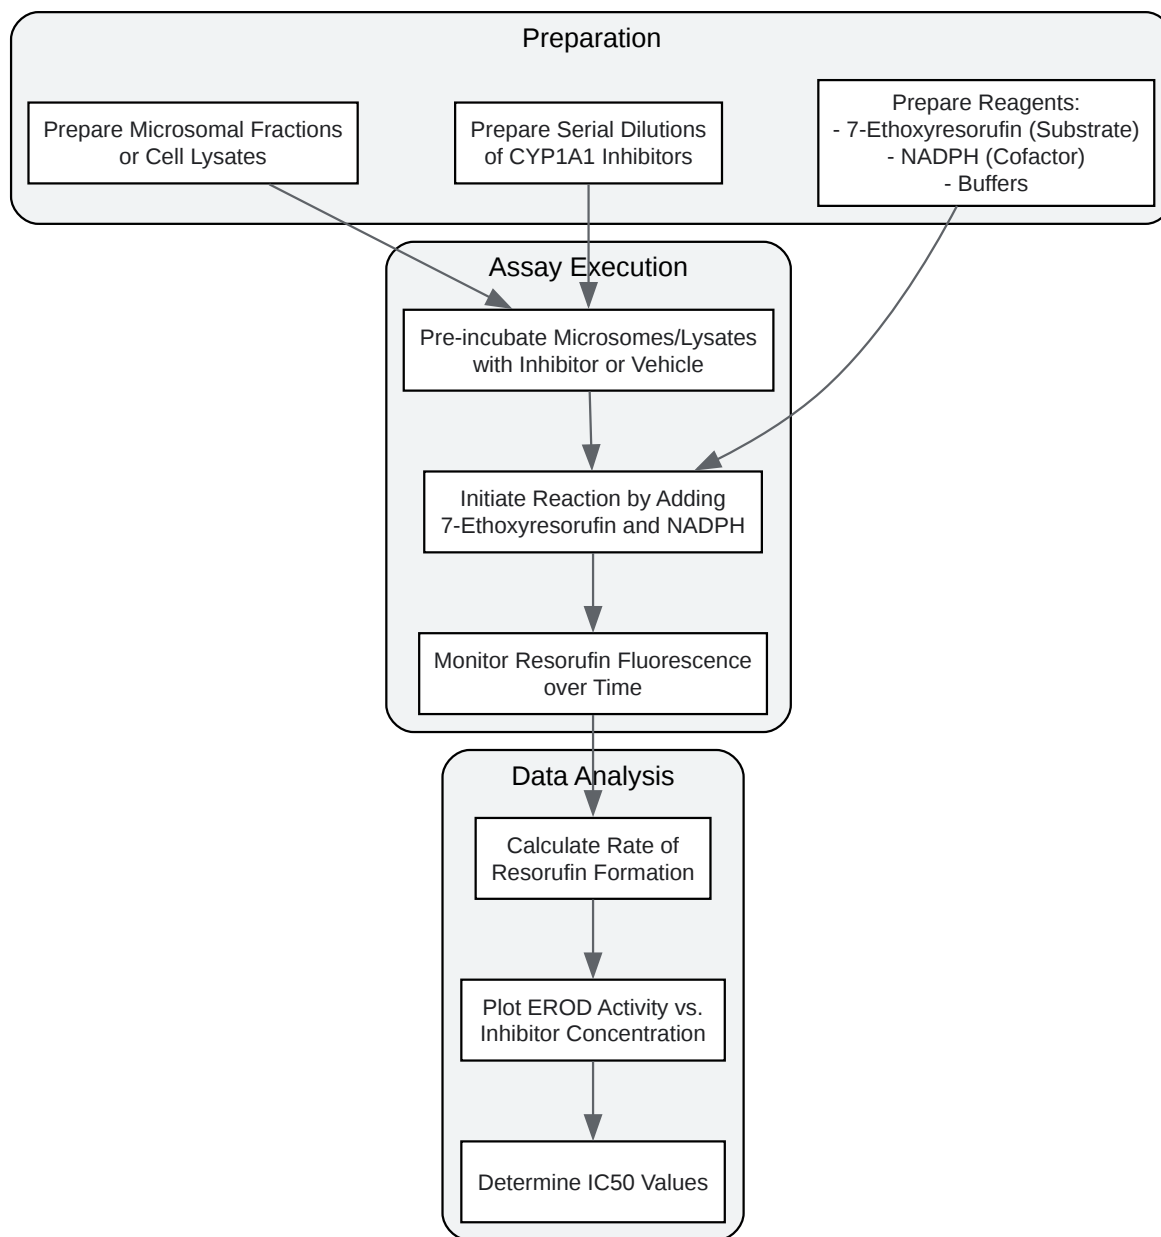 Preparation
Prepare Microsomal Fractions
or Cell Lysates
Prepare Serial Dilutions
of CYP1A1 Inhibitors
Prepare Reagents:
- 7-Ethoxyresorufin (Substrate)
- NADPH (Cofactor)
- Buffers
Assay Execution
Pre-incubate Microsomes/Lysates
with Inhibitor or Vehicle
Initiate Reaction by Adding
7-Ethoxyresorufin and NADPH
Monitor Resorufin Fluorescence
over Time
Data Analysis
Calculate Rate of
Resorufin Formation
Plot EROD Activity vs.
Inhibitor Concentration
Determine IC50 Values